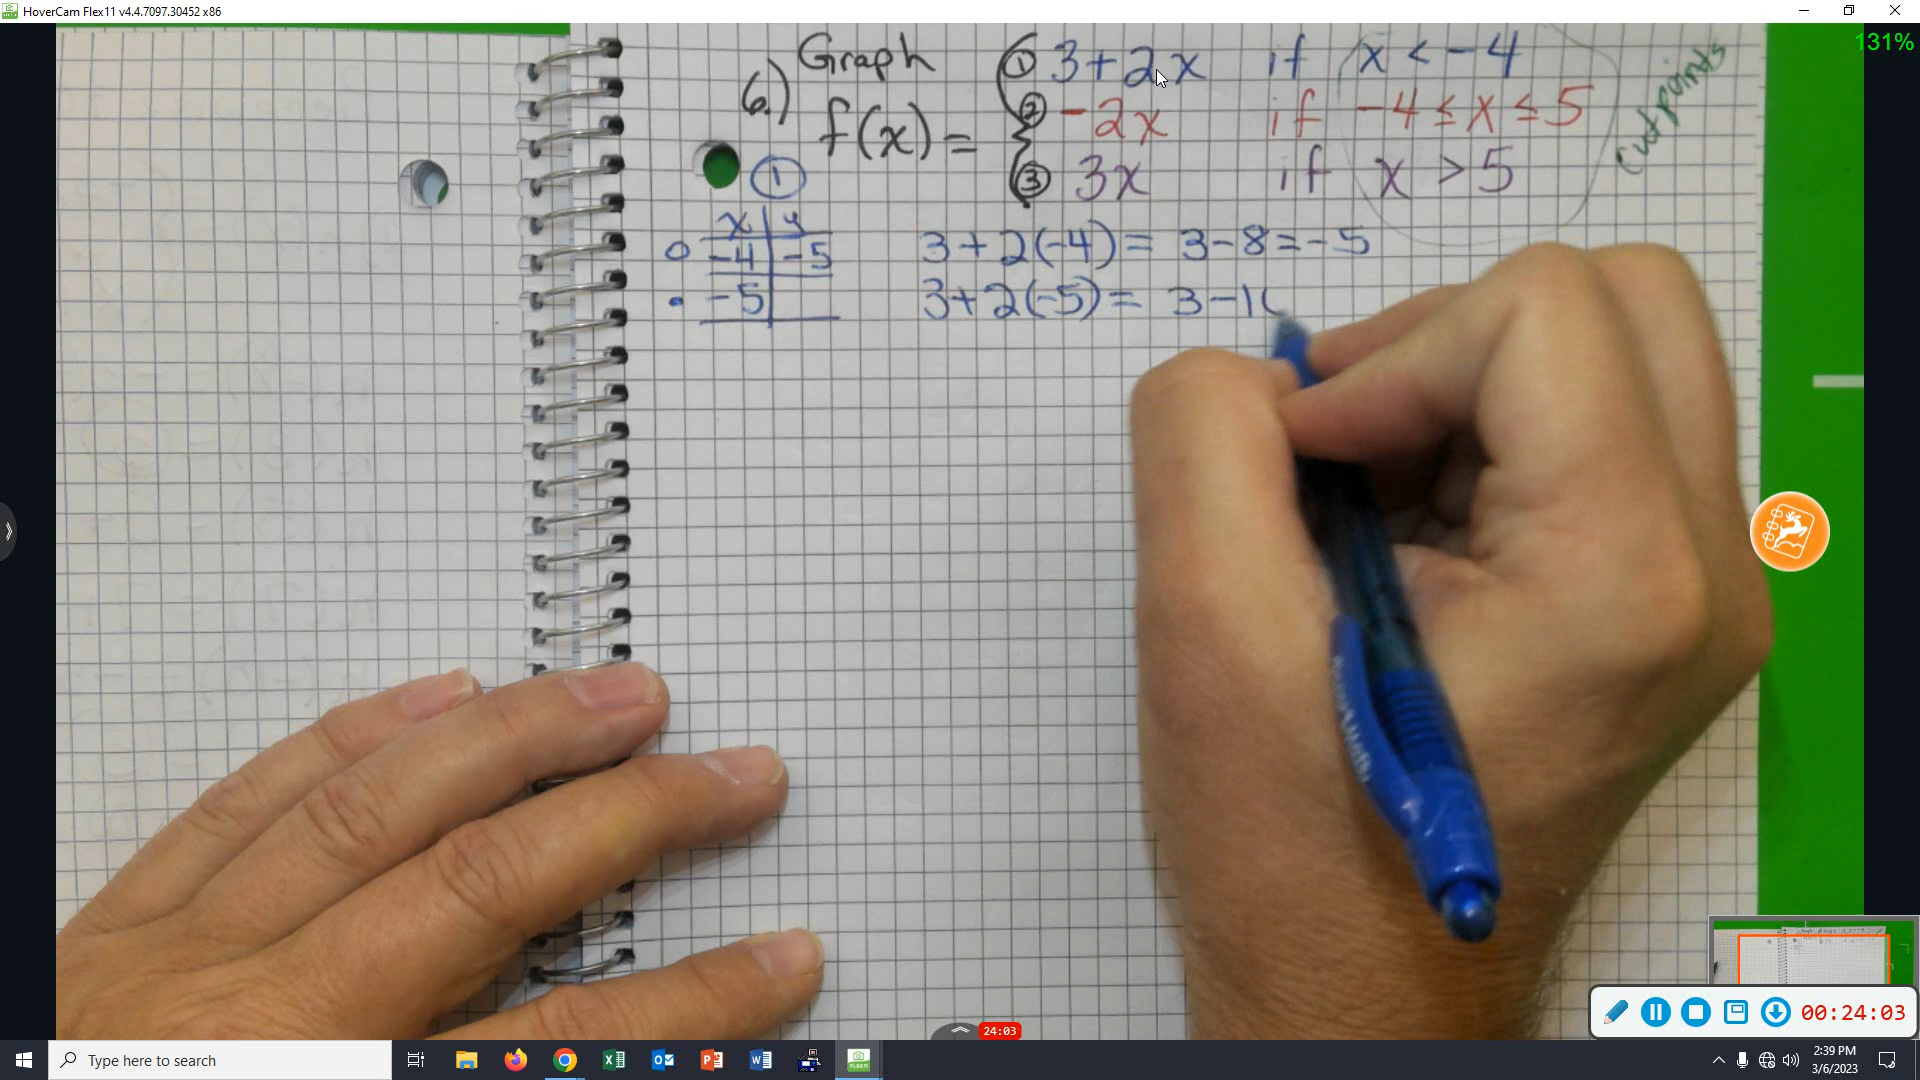 HoverCam Flex11 v4.4.7097.30452 x86
131%
6.) Graph
f(x) =
① 3+2x if x < -4
② -2x if -4 ≤ x ≤ 5
③ 3x if x > 5
cutpoints
①
x | y
-4 | -5
-5 |
3+2(-4) = 3-8=-5
3+2(-5) = 3-1
24:03
00:24:03
Type here to search
2:39 PM
3/6/2023